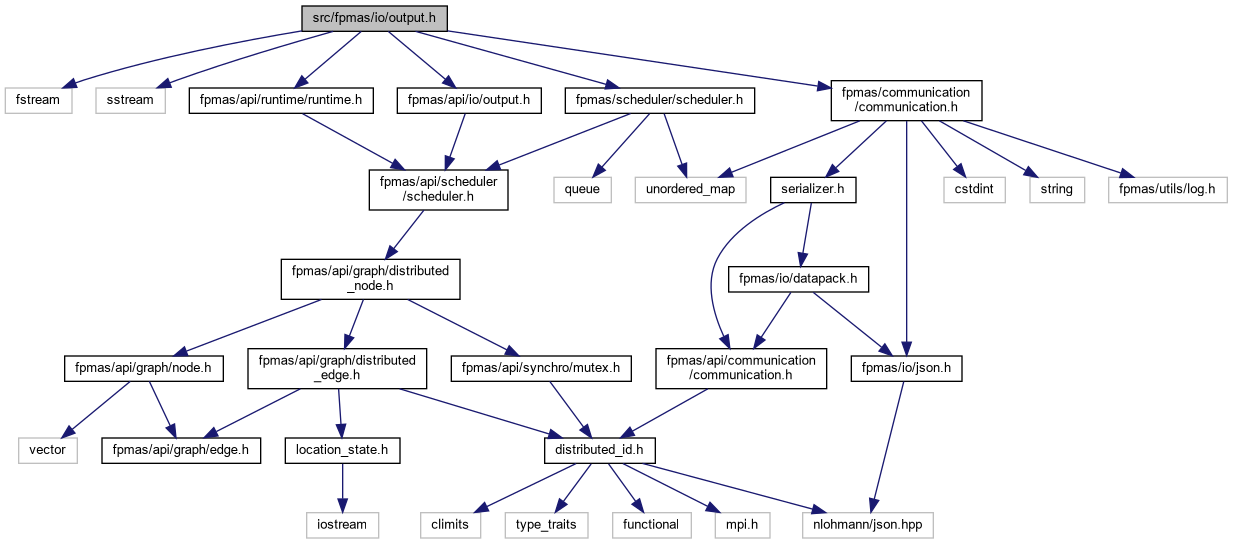 src/fpmas/io/output.h
fstream
sstream
fpmas/api/runtime/runtime.h
fpmas/api/io/output.h
fpmas/scheduler/scheduler.h
fpmas/communication
/communication.h
fpmas/api/scheduler
/scheduler.h
queue
unordered_map
serializer.h
cstdint
string
fpmas/utils/log.h
fpmas/api/graph/distributed
_node.h
fpmas/io/datapack.h
fpmas/api/graph/node.h
fpmas/api/graph/distributed
_edge.h
fpmas/api/synchro/mutex.h
fpmas/api/communication
/communication.h
fpmas/io/json.h
vector
fpmas/api/graph/edge.h
location_state.h
distributed_id.h
iostream
climits
type_traits
functional
mpi.h
nlohmann/json.hpp